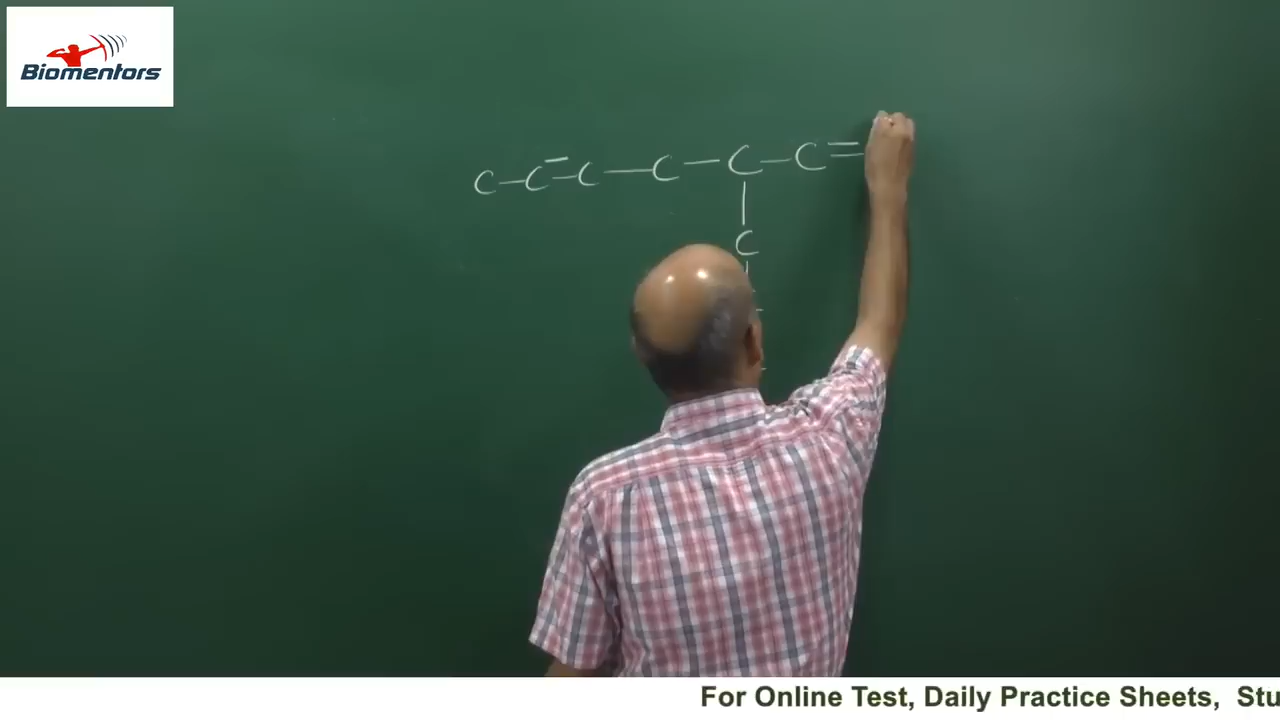 Biomentors
C – C = C – C – C – C =
C
For Online Test, Daily Practice Sheets, Stu